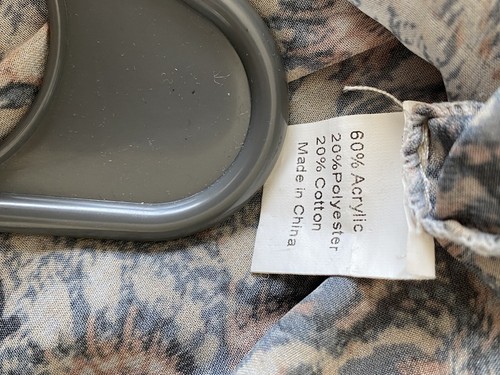 60% Acrylic
20%Polyester
20% Cotton
Made in China